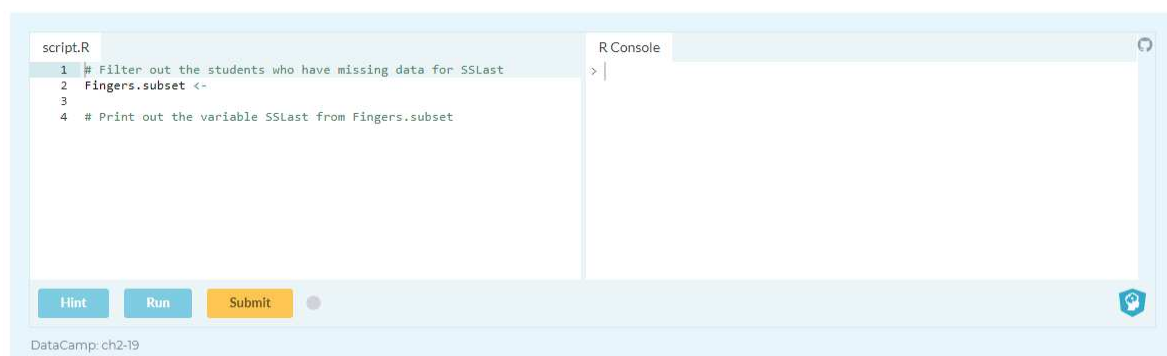 script.R
R Console
1 # Filter out the students who have missing data for SSLast
2 Fingers.subset <-
3
4 # Print out the variable SSLast from Fingers.subset
>
Hint
Run
Submit
DataCamp: ch2-19